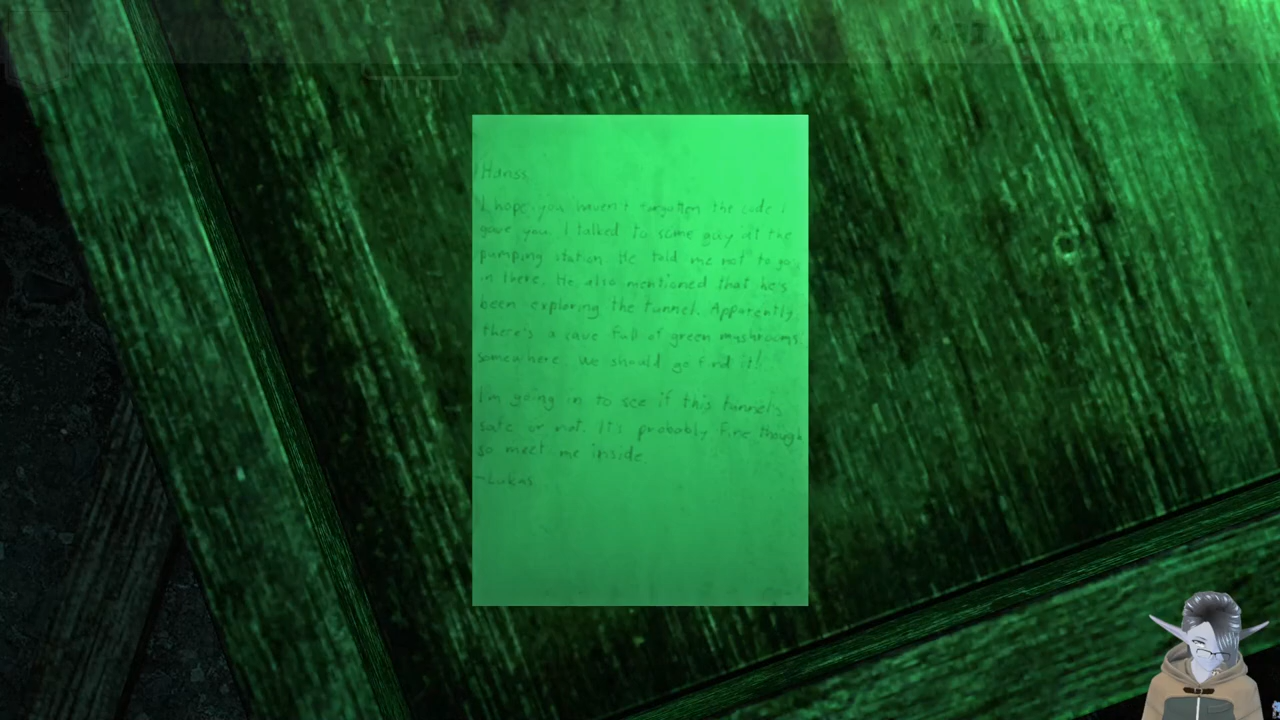 Hanss,
I hope you haven't forgotten the code I
gave you. I talked to some guy at the
pumping station. He told me not to go
in there. He also mentioned that he's
been exploring the tunnel. Apparently,
there's a cave full of green mushrooms
somewhere. We should go find it!
I'm going in to see if this tunnel's
safe or not. It's probably fine though
so meet me inside.
-Lukas